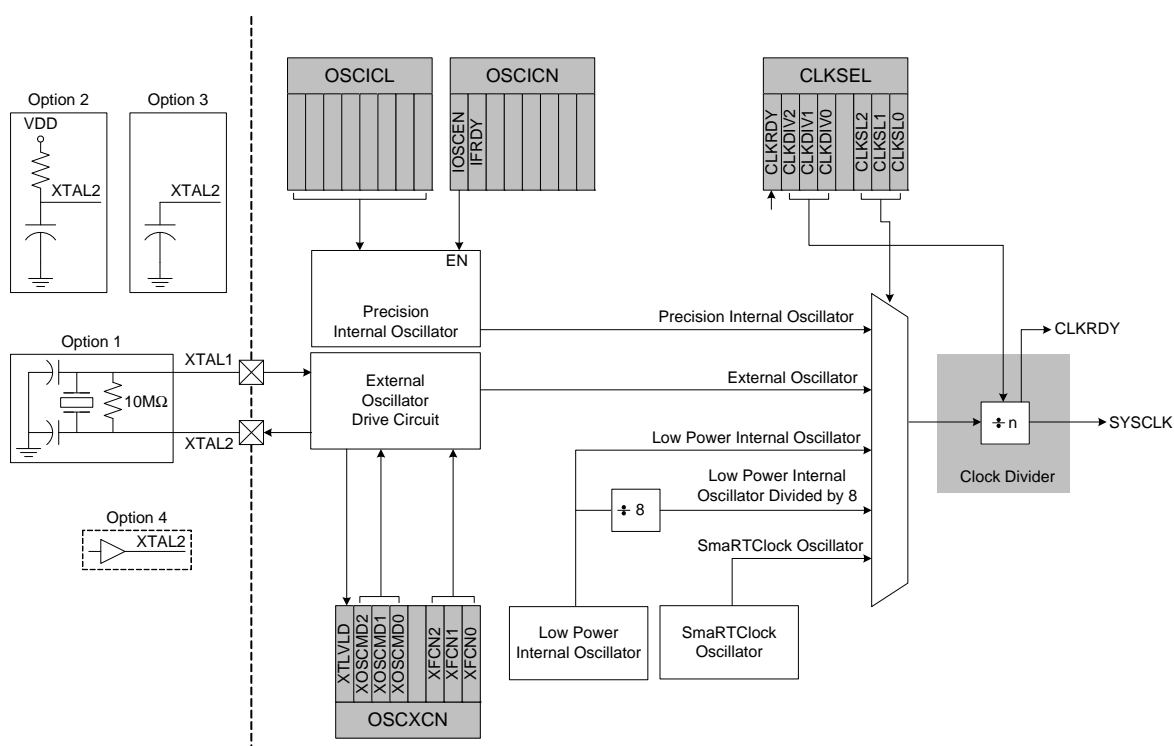 OSCICL
OSCICN
CLKSEL
Option 2
Option 3
VDD
XTAL2
XTAL2
IOSCEN
IFRDY
CLKRDY
CLKDIV2
CLKDIV1
CLKDIV0
CLKSL2
CLKSL1
CLKSL0
EN
Precision
Internal Oscillator
Precision Internal Oscillator
CLKRDY
Option 1
XTAL1
10MΩ
XTAL2
External
Oscillator
Drive Circuit
External Oscillator
Low Power Internal Oscillator
÷ n
SYSCLK
Low Power Internal
Oscillator Divided by 8
Clock Divider
÷ 8
Option 4
XTAL2
SmaRTClock Oscillator
XTLVLD
XOSCMD2
XOSCMD1
XOSCMD0
XFCN2
XFCN1
XFCN0
Low Power
Internal Oscillator
SmaRTClock
Oscillator
OSCXCN